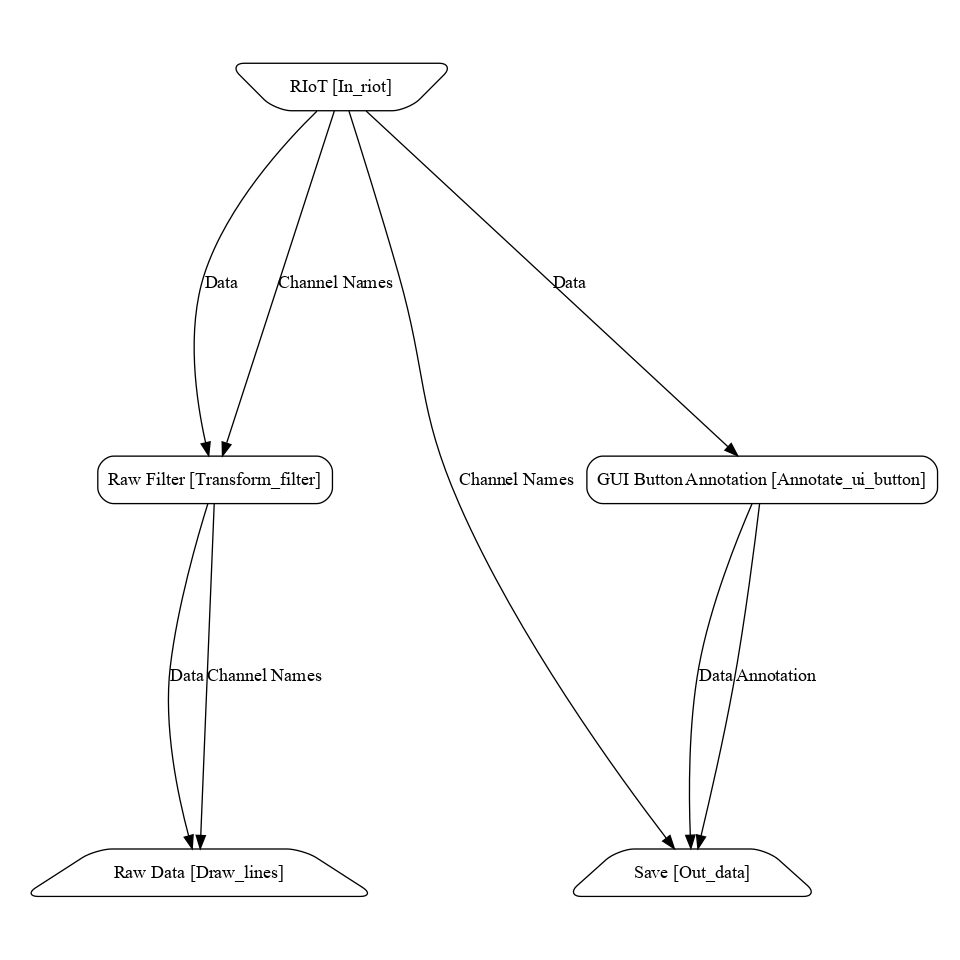 RIoT [In_riot]
Data
Channel Names
Data
Raw Filter [Transform_filter]
Channel Names
GUI Button Annotation [Annotate_ui_button]
Data
Channel Names
Data
Annotation
Raw Data [Draw_lines]
Save [Out_data]